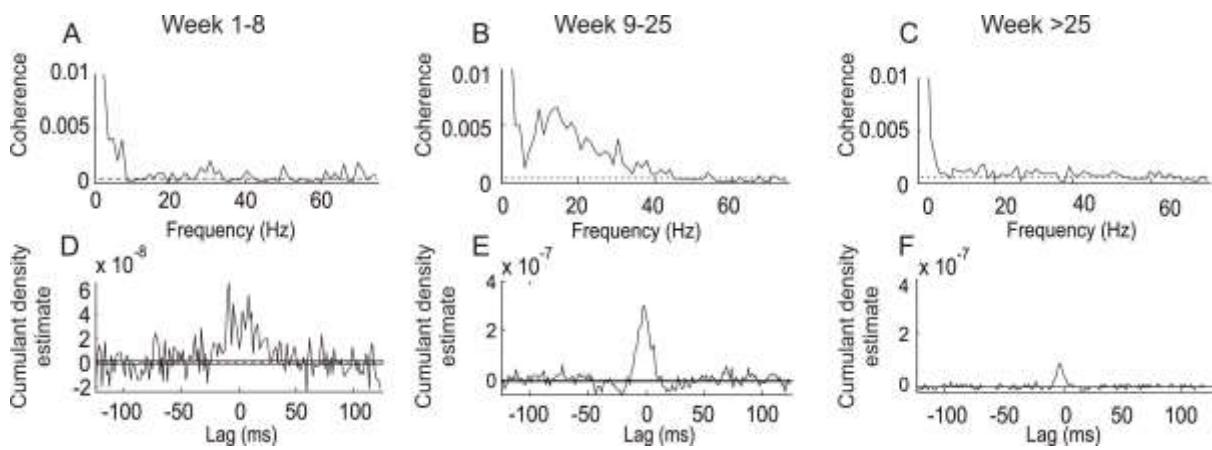 A Week 1-8
B Week 9-25
C Week >25
Coherence
0.01
0.005
0
0 20 40 60
Frequency (Hz)
Coherence
0.01
0.005
0
0 20 40 60
Frequency (Hz)
Coherence
0.01
0.005
0
0 20 40 60
Frequency (Hz)
D
x 10-8
Cumulant density
estimate
6
4
2
0
-2
-100 -50 0 50 100
Lag (ms)
E
x 10-7
Cumulant density
estimate
4
2
0
-100 -50 0 50 100
Lag (ms)
F
x 10-7
Cumulant density
estimate
4
2
0
-100 -50 0 50 100
Lag (ms)